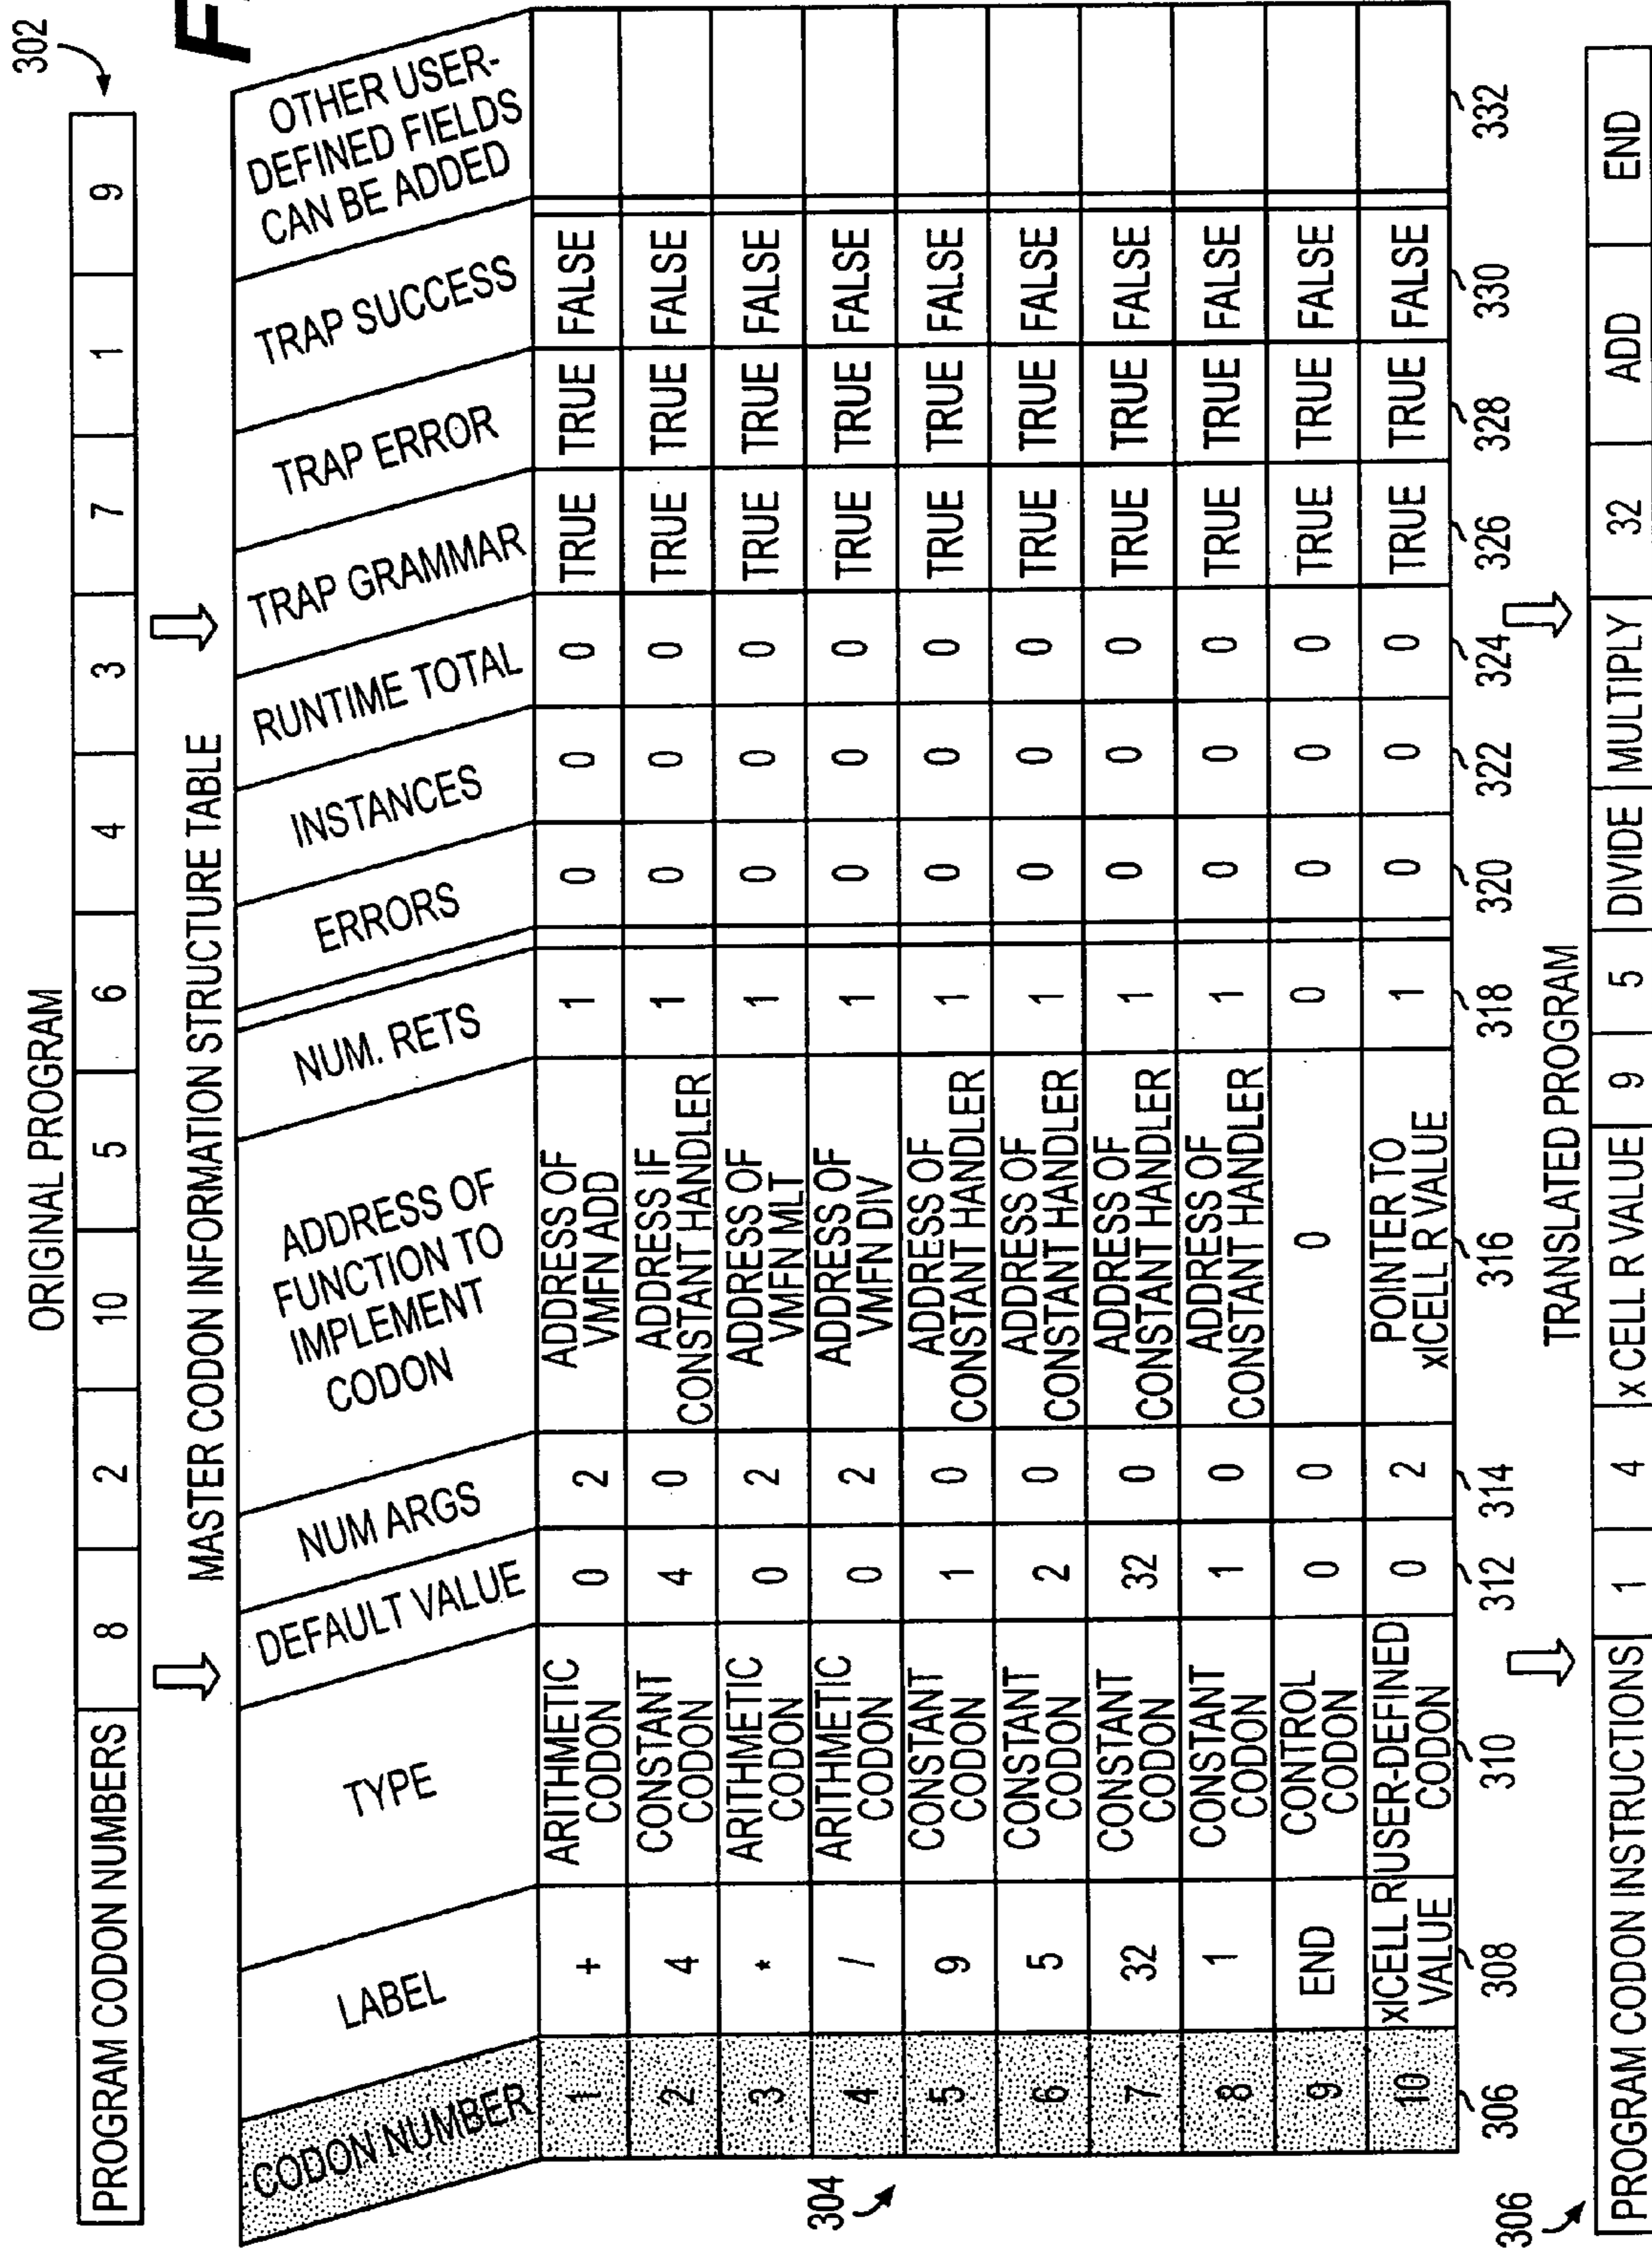 F
302
ORIGINAL PROGRAM
PROGRAM CODON NUMBERS 8 2 10 5 6 4 3 7 1 9
MASTER CODON INFORMATION STRUCTURE TABLE
CODON NUMBER
LABEL
TYPE
DEFAULT VALUE
NUM ARGS
ADDRESS OF
FUNCTION TO
IMPLEMENT
CODON
NUM. RETS
ERRORS
INSTANCES
RUNTIME TOTAL
TRAP GRAMMAR
TRAP ERROR
TRAP SUCCESS
OTHER USER-
DEFINED FIELDS
CAN BE ADDED
1 + ARITHMETIC CODON 0 2 ADDRESS OF VMFN ADD 1 0 0 0 TRUE TRUE FALSE
2 4 CONSTANT CODON 4 0 ADDRESS IF CONSTANT HANDLER 1 0 0 0 TRUE TRUE FALSE
3 * ARITHMETIC CODON 0 2 ADDRESS OF VMFN MLT 1 0 0 0 TRUE TRUE FALSE
4 / ARITHMETIC CODON 0 2 ADDRESS OF VMFN DIV 1 0 0 0 TRUE TRUE FALSE
5 9 CONSTANT CODON 1 0 ADDRESS OF CONSTANT HANDLER 1 0 0 0 TRUE TRUE FALSE
6 5 CONSTANT CODON 2 0 ADDRESS OF CONSTANT HANDLER 1 0 0 0 TRUE TRUE FALSE
7 32 CONSTANT CODON 32 0 ADDRESS OF CONSTANT HANDLER 1 0 0 0 TRUE TRUE FALSE
8 1 CONSTANT CODON 1 0 ADDRESS OF CONSTANT HANDLER 1 0 0 0 TRUE TRUE FALSE
9 END CONTROL CODON 0 0 0 0 0 0 0 TRUE TRUE FALSE
10 xICELL R VALUE USER-DEFINED CODON 0 2 POINTER TO xICELL R VALUE 1 0 0 0 TRUE TRUE FALSE
304
306 308 310 312 314 316 318 320 322 324 326 328 330 332
TRANSLATED PROGRAM
306
PROGRAM CODON INSTRUCTIONS 1 4 x CELL R VALUE 9 5 DIVIDE MULTIPLY 32 ADD END